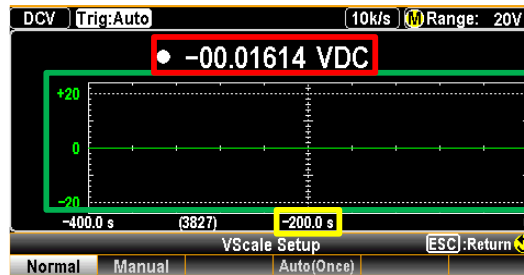 DCV Trig:Auto 10k/s M Range: 20V
-00.01614 VDC
+20
0
-20
-400.0 s (3827) -200.0 s
VScale Setup ESC:Return
Normal Manual Auto(Once)